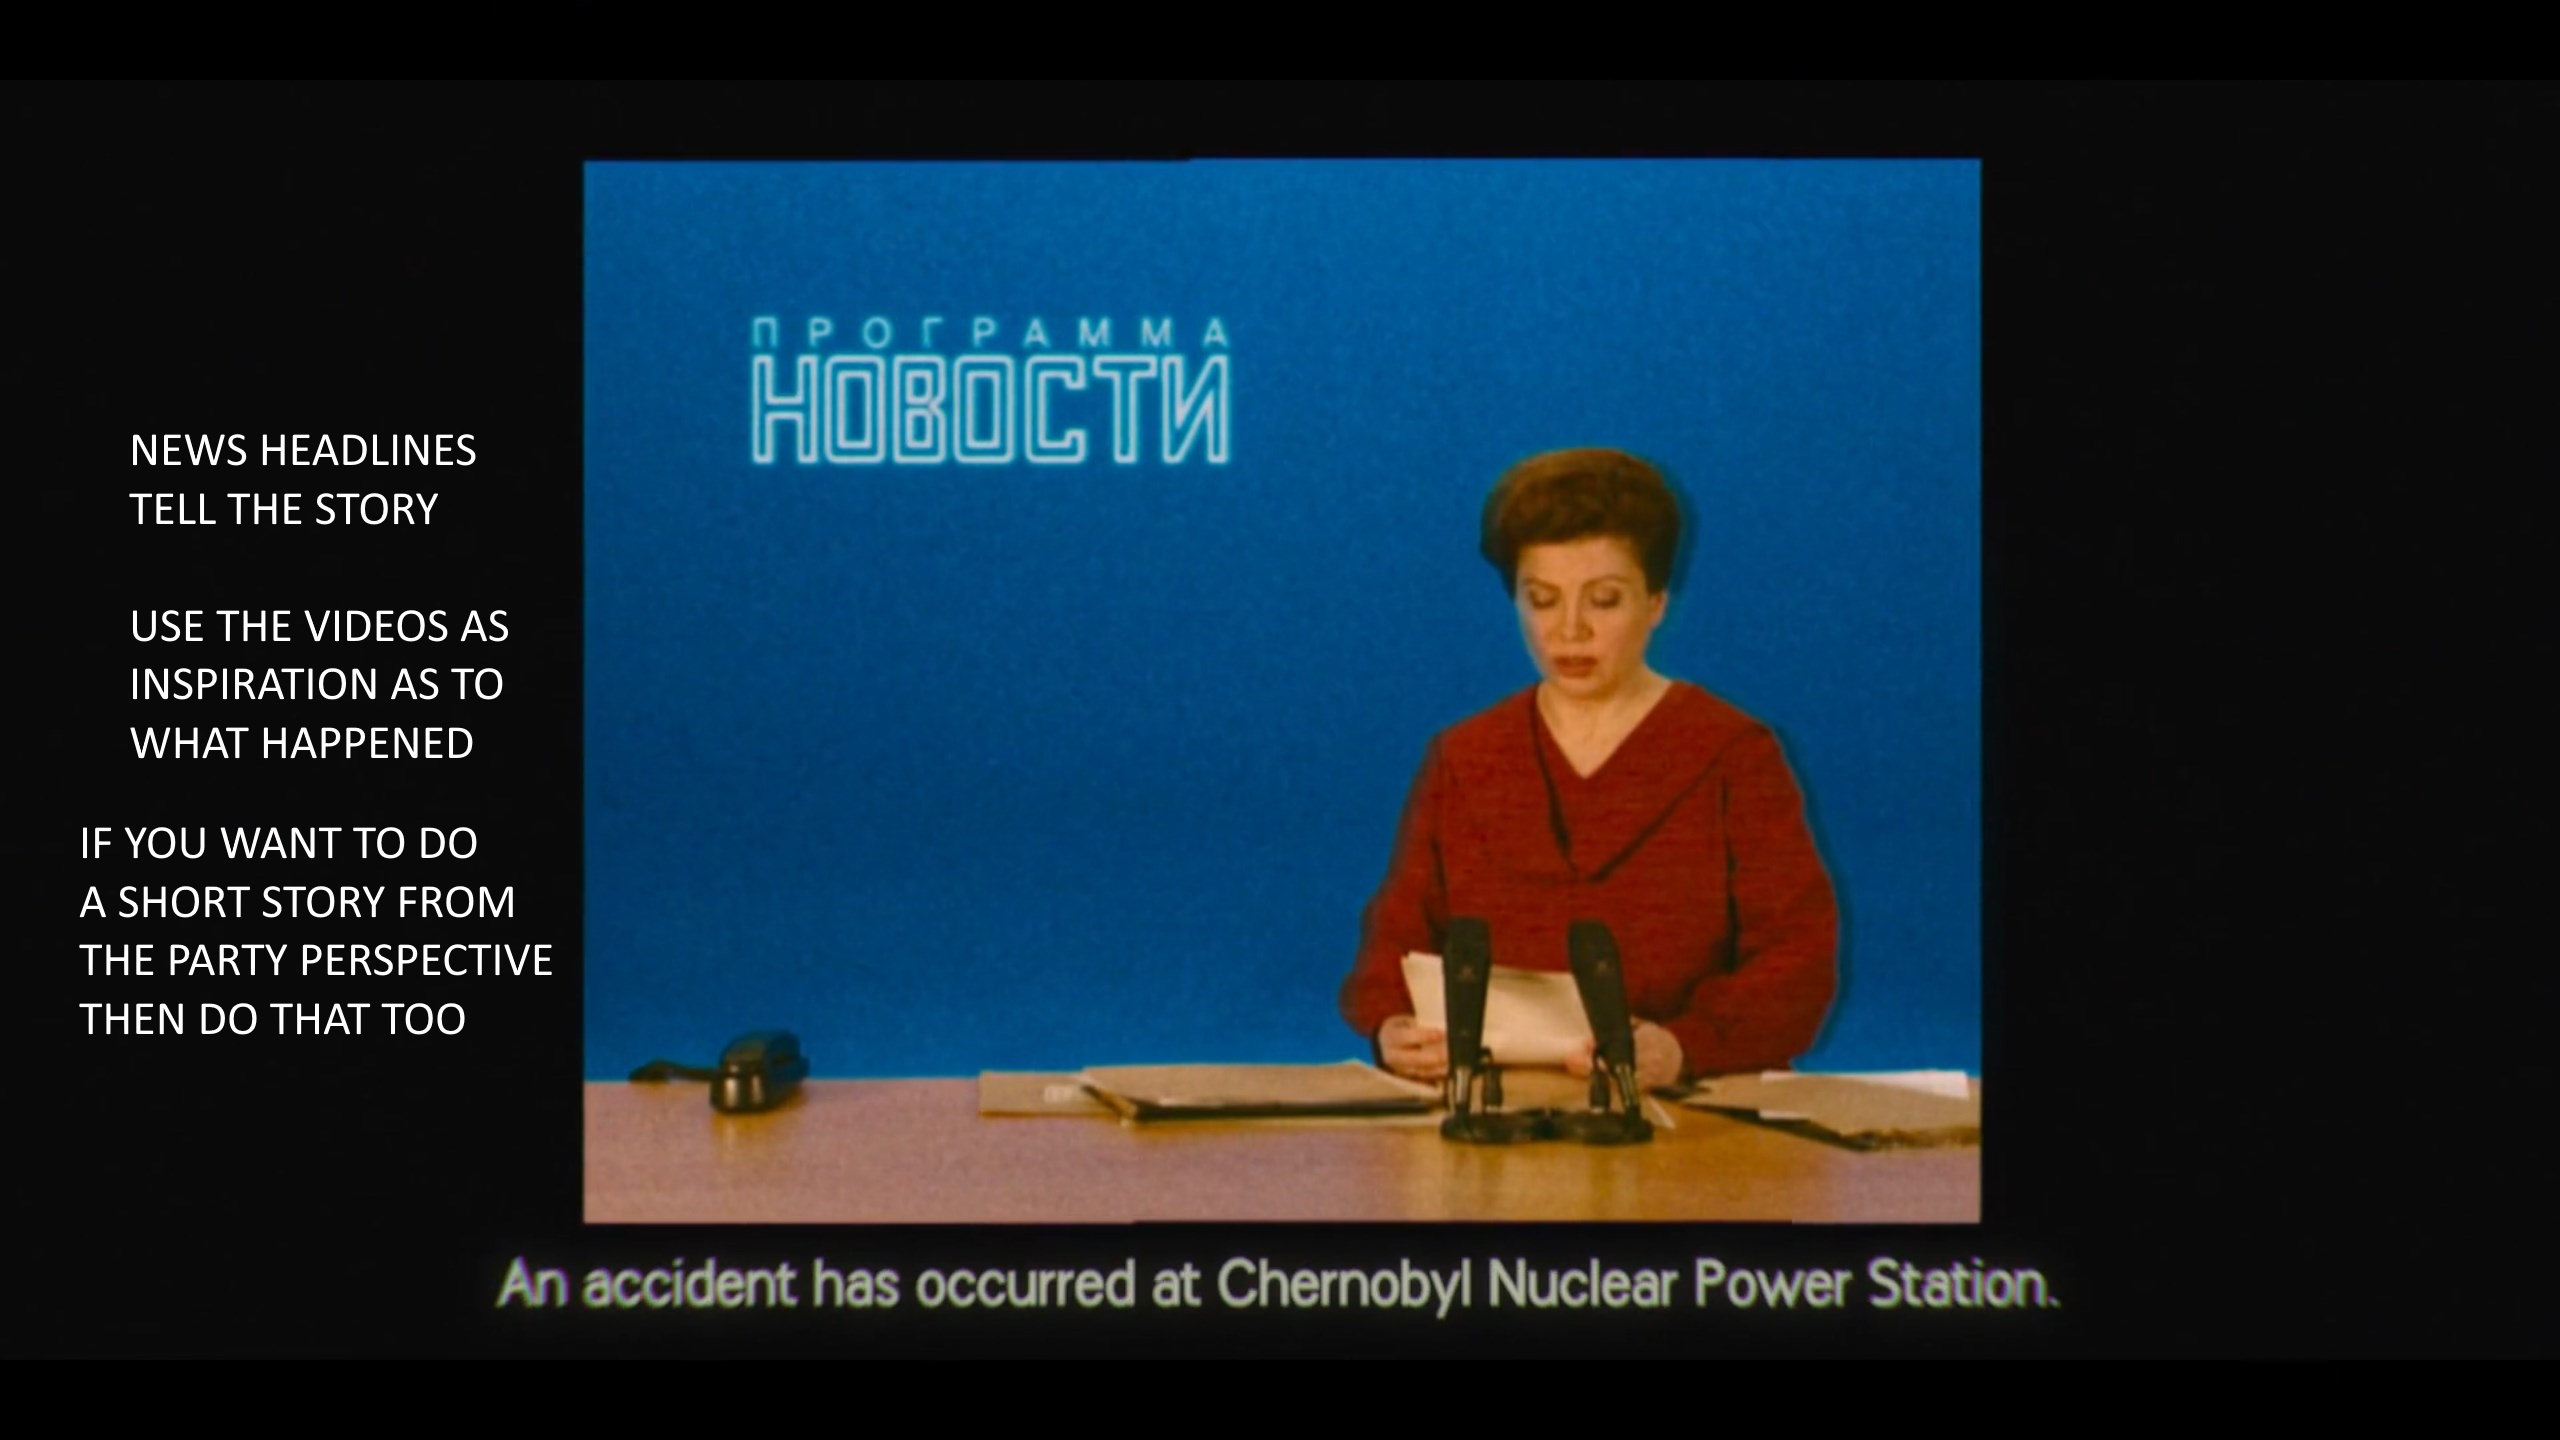 NEWS HEADLINES
TELL THE STORY
USE THE VIDEOS AS
INSPIRATION AS TO
WHAT HAPPENED
IF YOU WANT TO DO
A SHORT STORY FROM
THE PARTY PERSPECTIVE
THEN DO THAT TOO
ПРОГРАММА
НОВОСТИ
An accident has occurred at Chernobyl Nuclear Power Station.